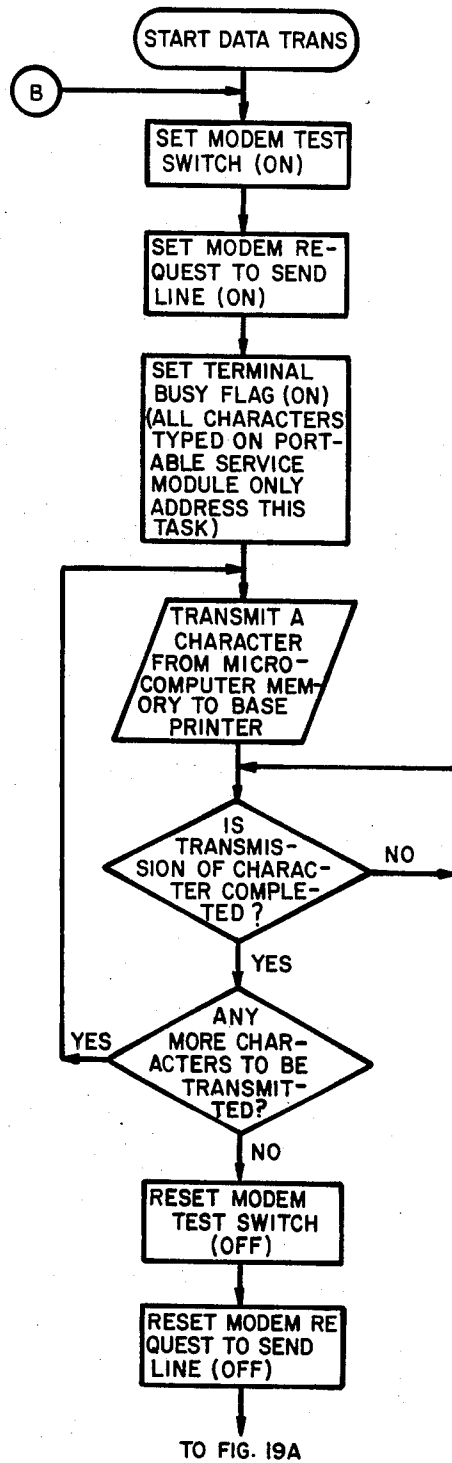 START DATA TRANS
B
SET MODEM TEST
SWITCH (ON)
SET MODEM RE-
QUEST TO SEND
LINE (ON)
SET TERMINAL
BUSY FLAG (ON)
(ALL CHARACTERS
TYPED ON PORT-
ABLE SERVICE
MODULE ONLY
ADDRESS THIS
TASK)
TRANSMIT A
CHARACTER
FROM MICRO-
COMPUTER MEM-
ORY TO BASE
PRINTER
IS
TRANSMIS-
SION OF CHARAC-
TER COMPLE-
TED ?
NO
YES
ANY
MORE CHAR-
ACTERS TO BE
TRANSMIT-
TED?
YES
NO
RESET MODEM
TEST SWITCH
(OFF)
RESET MODEM RE
QUEST TO SEND
LINE (OFF)
TO FIG. 19A